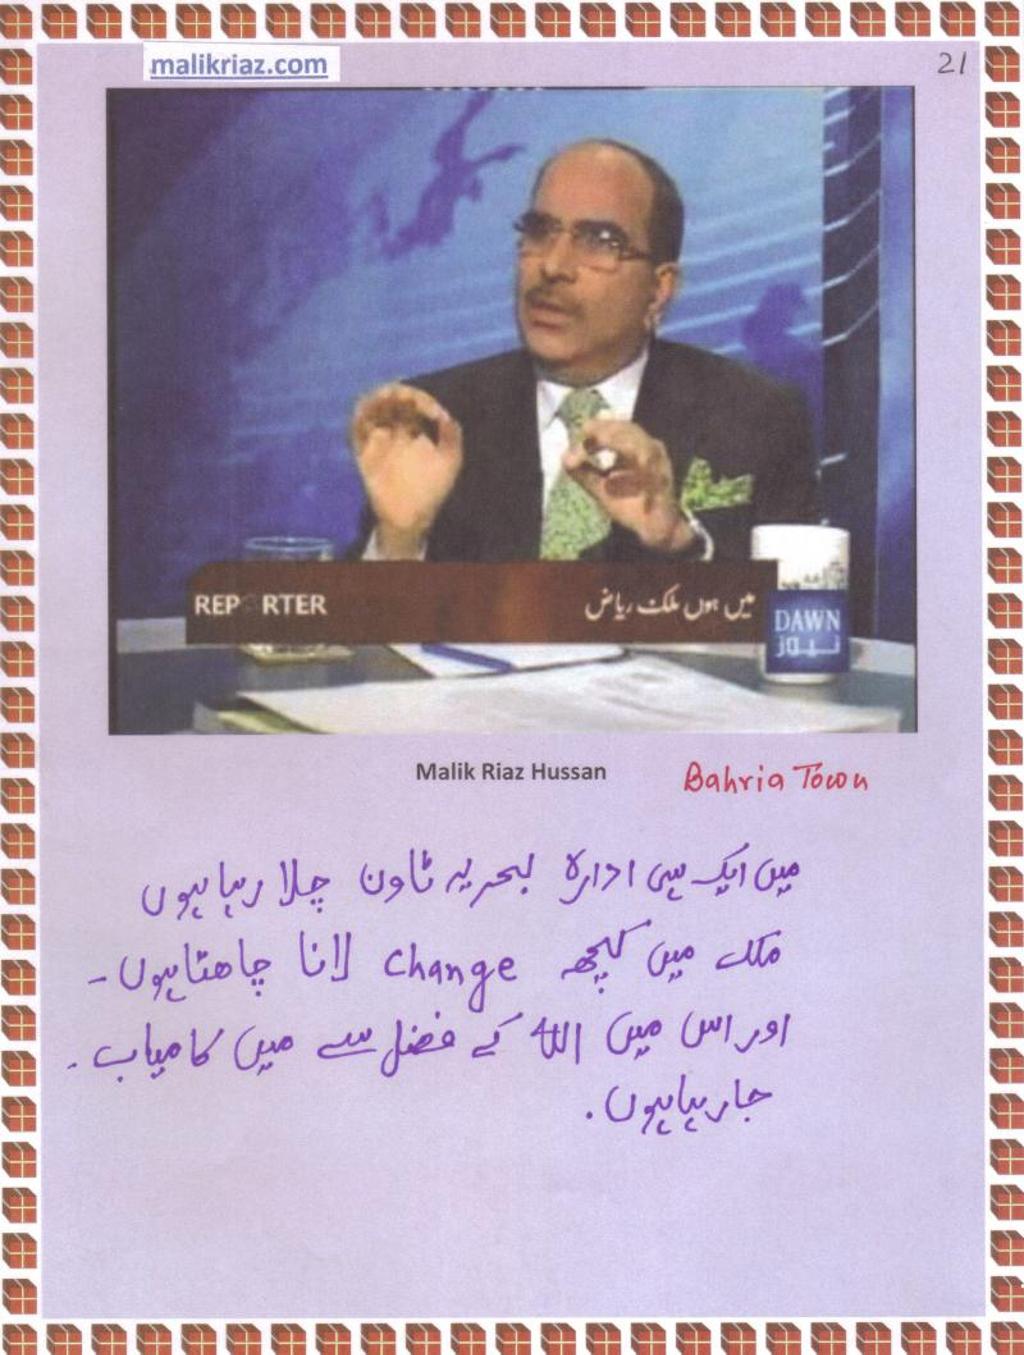 malikriaz.com
21
REPORTER
میں ہوں ملک ریاض
DAWN
نیوز
Malik Riaz Hussan
Bahria Town
میں ایک ہی ادارہ بحریہ ٹاون چلا رہا ہوں
ملک میں کچھ change لانا چاھتا ہوں۔
اور اس میں اللہ کے فضل سے میں کامیاب۔
جا رہا ہوں۔